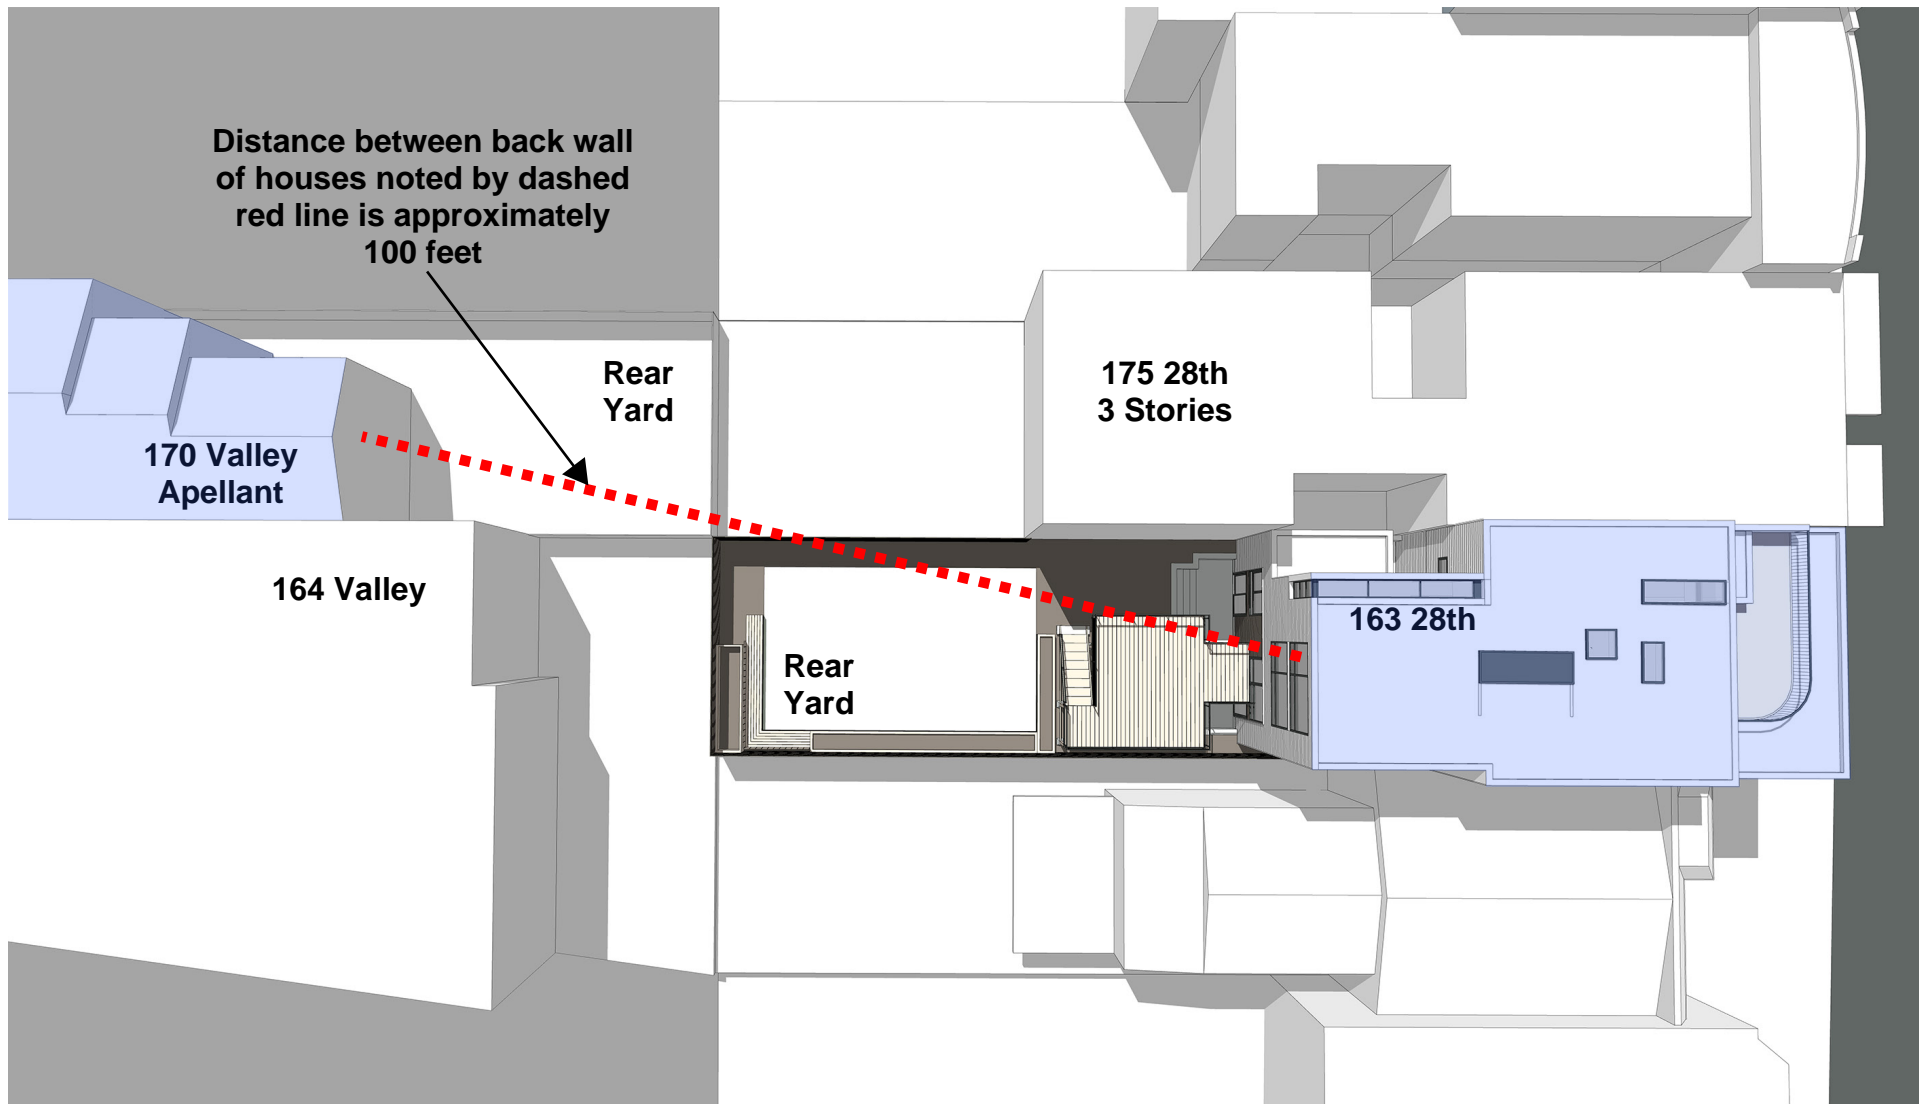 Distance between back wall
of houses noted by dashed
red line is approximately
100 feet
Rear
Yard
175 28th
3 Stories
170 Valley
Apellant
164 Valley
163 28th
Rear
Yard